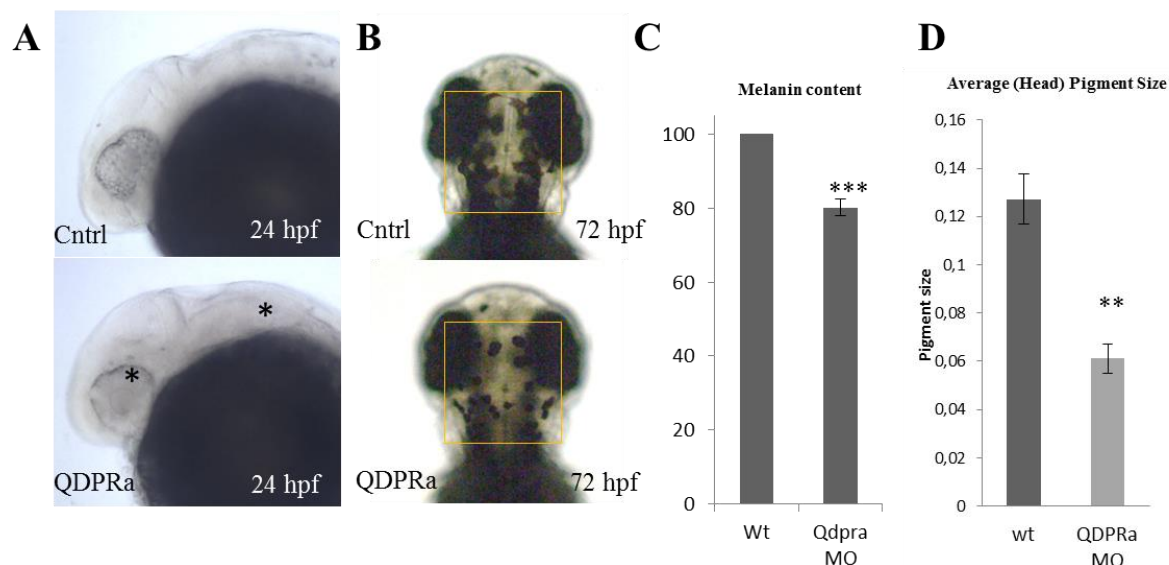 A
Cntrl
24 hpf
*
*
QDPRa
24 hpf
B
Cntrl
72 hpf
QDPRa
72 hpf
C
Melanin content
100
80
60
40
20
0
***
Wt
Qdpra
MO
D
Average (Head) Pigment Size
Pigment size
0,16
0,14
0,12
0,1
0,08
0,06
0,04
0,02
0
**
wt
QDPRa
MO